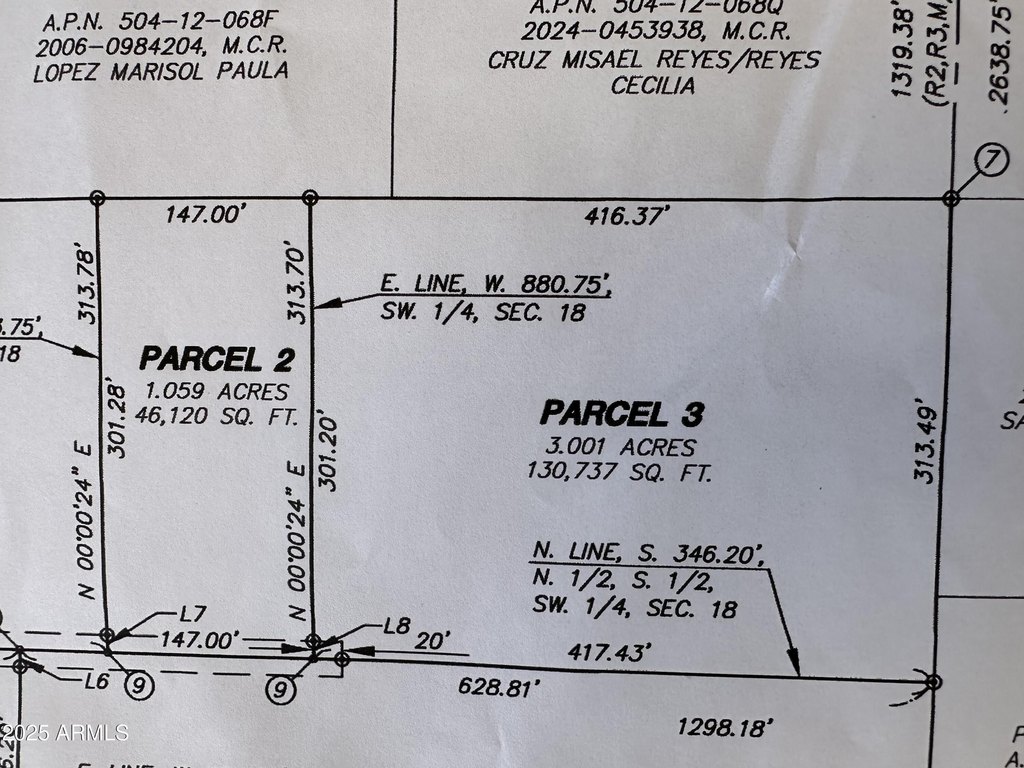 A.P.N. 504-12-068F
2006-0984204, M.C.R.
LOPEZ MARISOL PAULA
A.P.N. 504-12-068Q
2024-0453938, M.C.R.
CRUZ MISAEL REYES/REYES
CECILIA
1319.38'
(R2,R3,M
2638.75'
7
147.00'
416.37'
313.78'
313.70'
E. LINE, W. 880.75',
SW. 1/4, SEC. 18
.75',
18
PARCEL 2
1.059 ACRES
46,120 SQ. FT.
301.28'
301.20'
N 00°00'24" E
N 00°00'24" E
PARCEL 3
3.001 ACRES
130,737 SQ. FT.
313.49'
SA
N. LINE, S. 346.20',
N. 1/2, S. 1/2,
SW. 1/4, SEC. 18
L7
147.00'
L8
20'
417.43'
L6
9
9
628.81'
1298.18'
2025 ARMLS